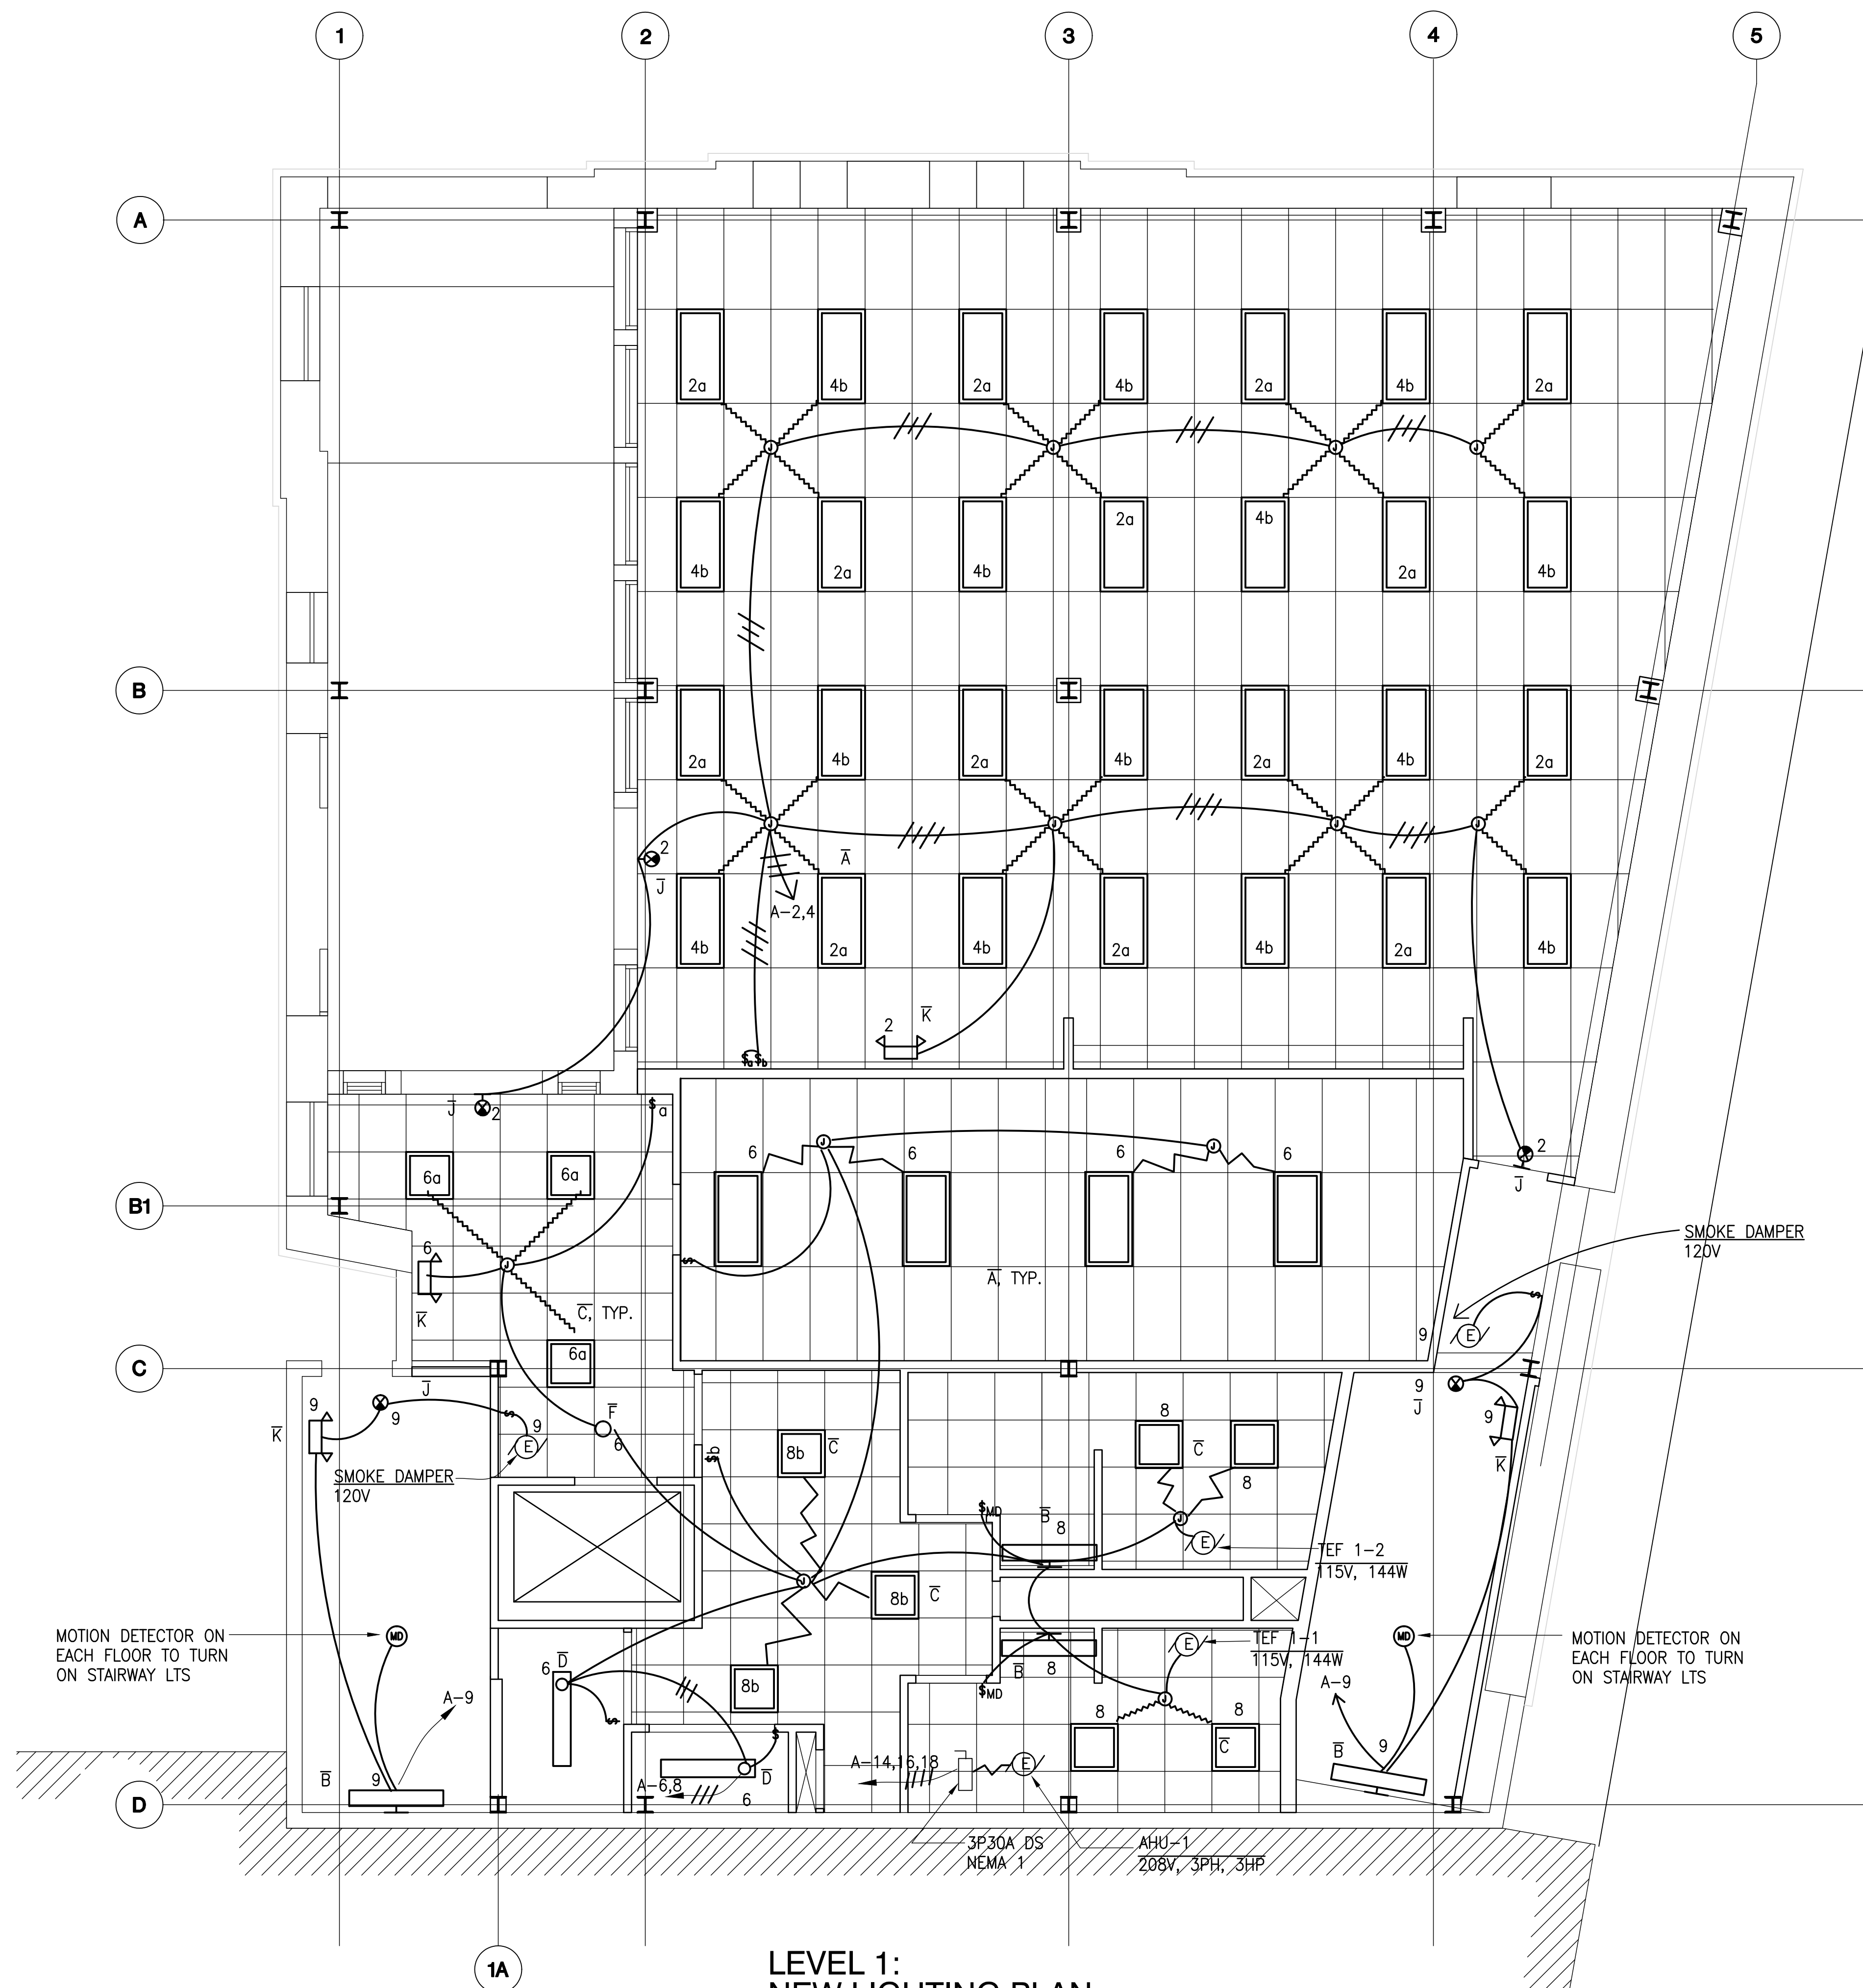 1
2
3
4
5
A
2a
4b
2a
4b
2a
4b
2a
J
J
J
J
2a
4b
4b
2a
4b
2a
4b
B
2a
4b
2a
4b
2a
4b
2a
J
J
J
J
2
J
A
A-2,4
4b
2a
4b
2a
4b
2a
4b
K
2
$a $b
J
2
$a
2
J
J
J
6
6
6
6
6a
6a
B1
J
6
K
$
SMOKE DAMPER
120V
A, TYP.
C, TYP.
$
E
9
6a
C
9
J
9
K
9
J
$
9
E
F
6
SMOKE DAMPER
120V
$b
8b
C
8
C
8
9
K
$MD
B
8
J
E
TEF 1-2
115V, 144W
J
8b
C
MOTION DETECTOR ON
EACH FLOOR TO TURN
ON STAIRWAY LTS
MD
6
D
$
8b
B
8
$MD
E
TEF 1-1
115V, 144W
MD
MOTION DETECTOR ON
EACH FLOOR TO TURN
ON STAIRWAY LTS
A-9
J
8
8
C
A-9
B
9
$
D
A-6,8
6
A-14,16,18
E
B
9
D
3P30A DS
NEMA 1
AHU-1
208V, 3PH, 3HP
1A
LEVEL 1:
NEW LIGHTING PLAN